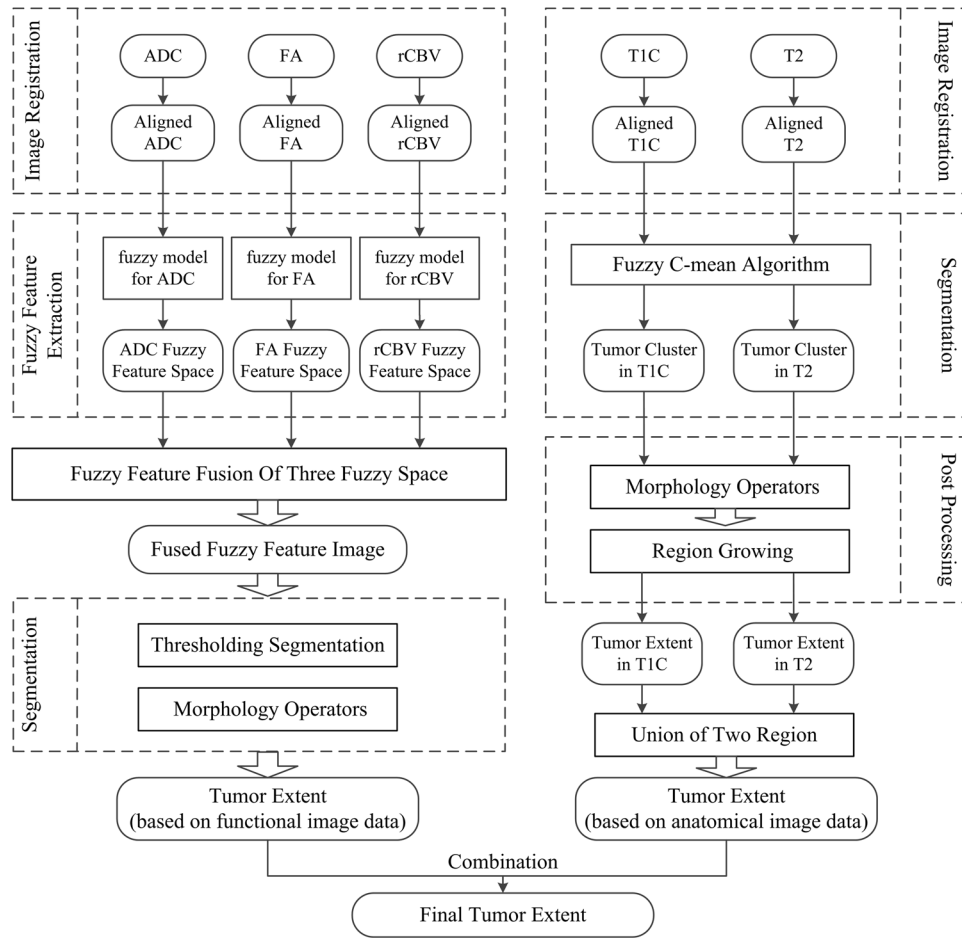 Image Registration
ADC
FA
rCBV
Aligned
ADC
Aligned
FA
Aligned
rCBV
Fuzzy Feature
Extraction
fuzzy model
for ADC
fuzzy model
for FA
fuzzy model
for rCBV
ADC Fuzzy
Feature Space
FA Fuzzy
Feature Space
rCBV Fuzzy
Feature Space
Fuzzy Feature Fusion Of Three Fuzzy Space
Fused Fuzzy Feature Image
Segmentation
Thresholding Segmentation
Morphology Operators
Tumor Extent
(based on functional image data)
Image Registration
T1C
T2
Aligned
T1C
Aligned
T2
Segmentation
Fuzzy C-mean Algorithm
Tumor Cluster
in T1C
Tumor Cluster
in T2
Post Processing
Morphology Operators
Region Growing
Tumor Extent
in T1C
Tumor Extent
in T2
Union of Two Region
Tumor Extent
(based on anatomical image data)
Combination
Final Tumor Extent